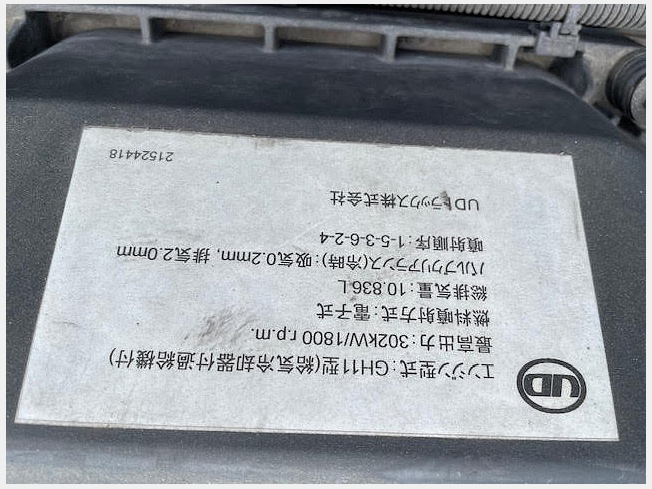 UD
エンジン型式:GH11型(給気冷却器付過給機付)
最高出力:302kW/1800 r.p.m.
燃料噴射方式:電子式
総排気量:10.836 L
バルブクリアランス(冷時):吸気0.2mm, 排気2.0mm
噴射順序:1-5-3-6-2-4
UDトラックス株式会社
21524418